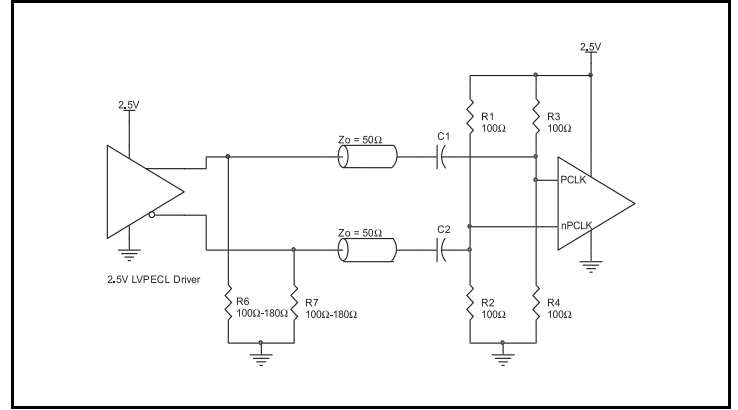 2.5V
2.5V
R1
100Ω
R3
100Ω
C1
Zo = 50Ω
PCLK
nPCLK
C2
Zo = 50Ω
2.5V LVPECL Driver
R6
100Ω-180Ω
R7
100Ω-180Ω
R2
100Ω
R4
100Ω